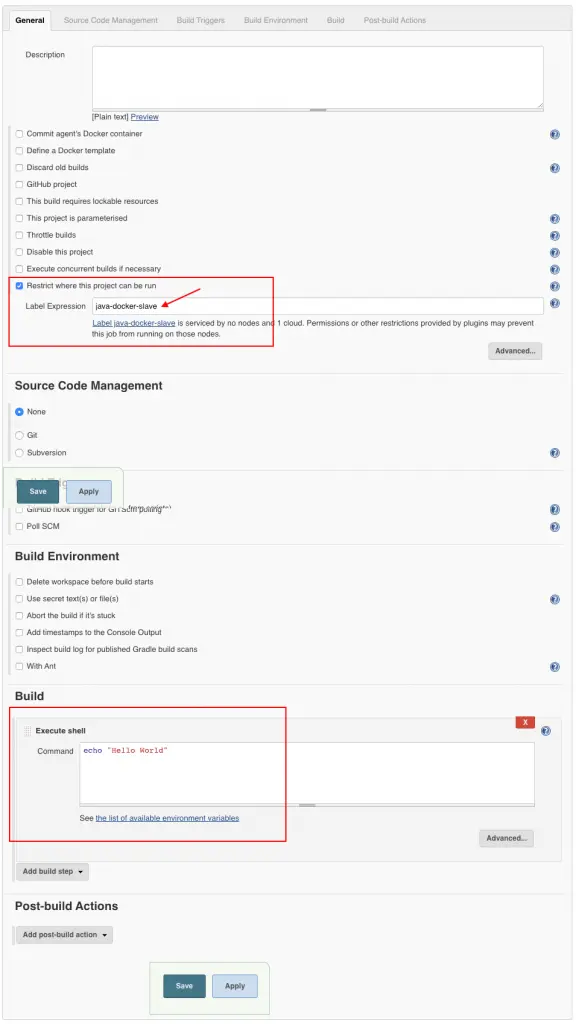 General Source Code Management Build Triggers Build Environment Build Post-build Actions
Description
[Plain text] Preview
Commit agent's Docker container
Define a Docker template
Discard old builds
GitHub project
This build requires lockable resources
This project is parameterised
Throttle builds
Disable this project
Execute concurrent builds if necessary
Restrict where this project can be run
Label Expression java-docker-slave
Label java-docker-slave is serviced by no nodes and 1 cloud. Permissions or other restrictions provided by plugins may prevent
this job from running on those nodes.
Advanced...
Source Code Management
None
Git
Subversion
Save Apply
GitHub hook trigger for GITScm polling
Poll SCM
Build Environment
Delete workspace before build starts
Use secret text(s) or file(s)
Abort the build if it's stuck
Add timestamps to the Console Output
Inspect build log for published Gradle build scans
With Ant
Build
X
Execute shell
Command echo "Hello World"
See the list of available environment variables
Advanced...
Add build step
Post-build Actions
Add post-build action
Save Apply